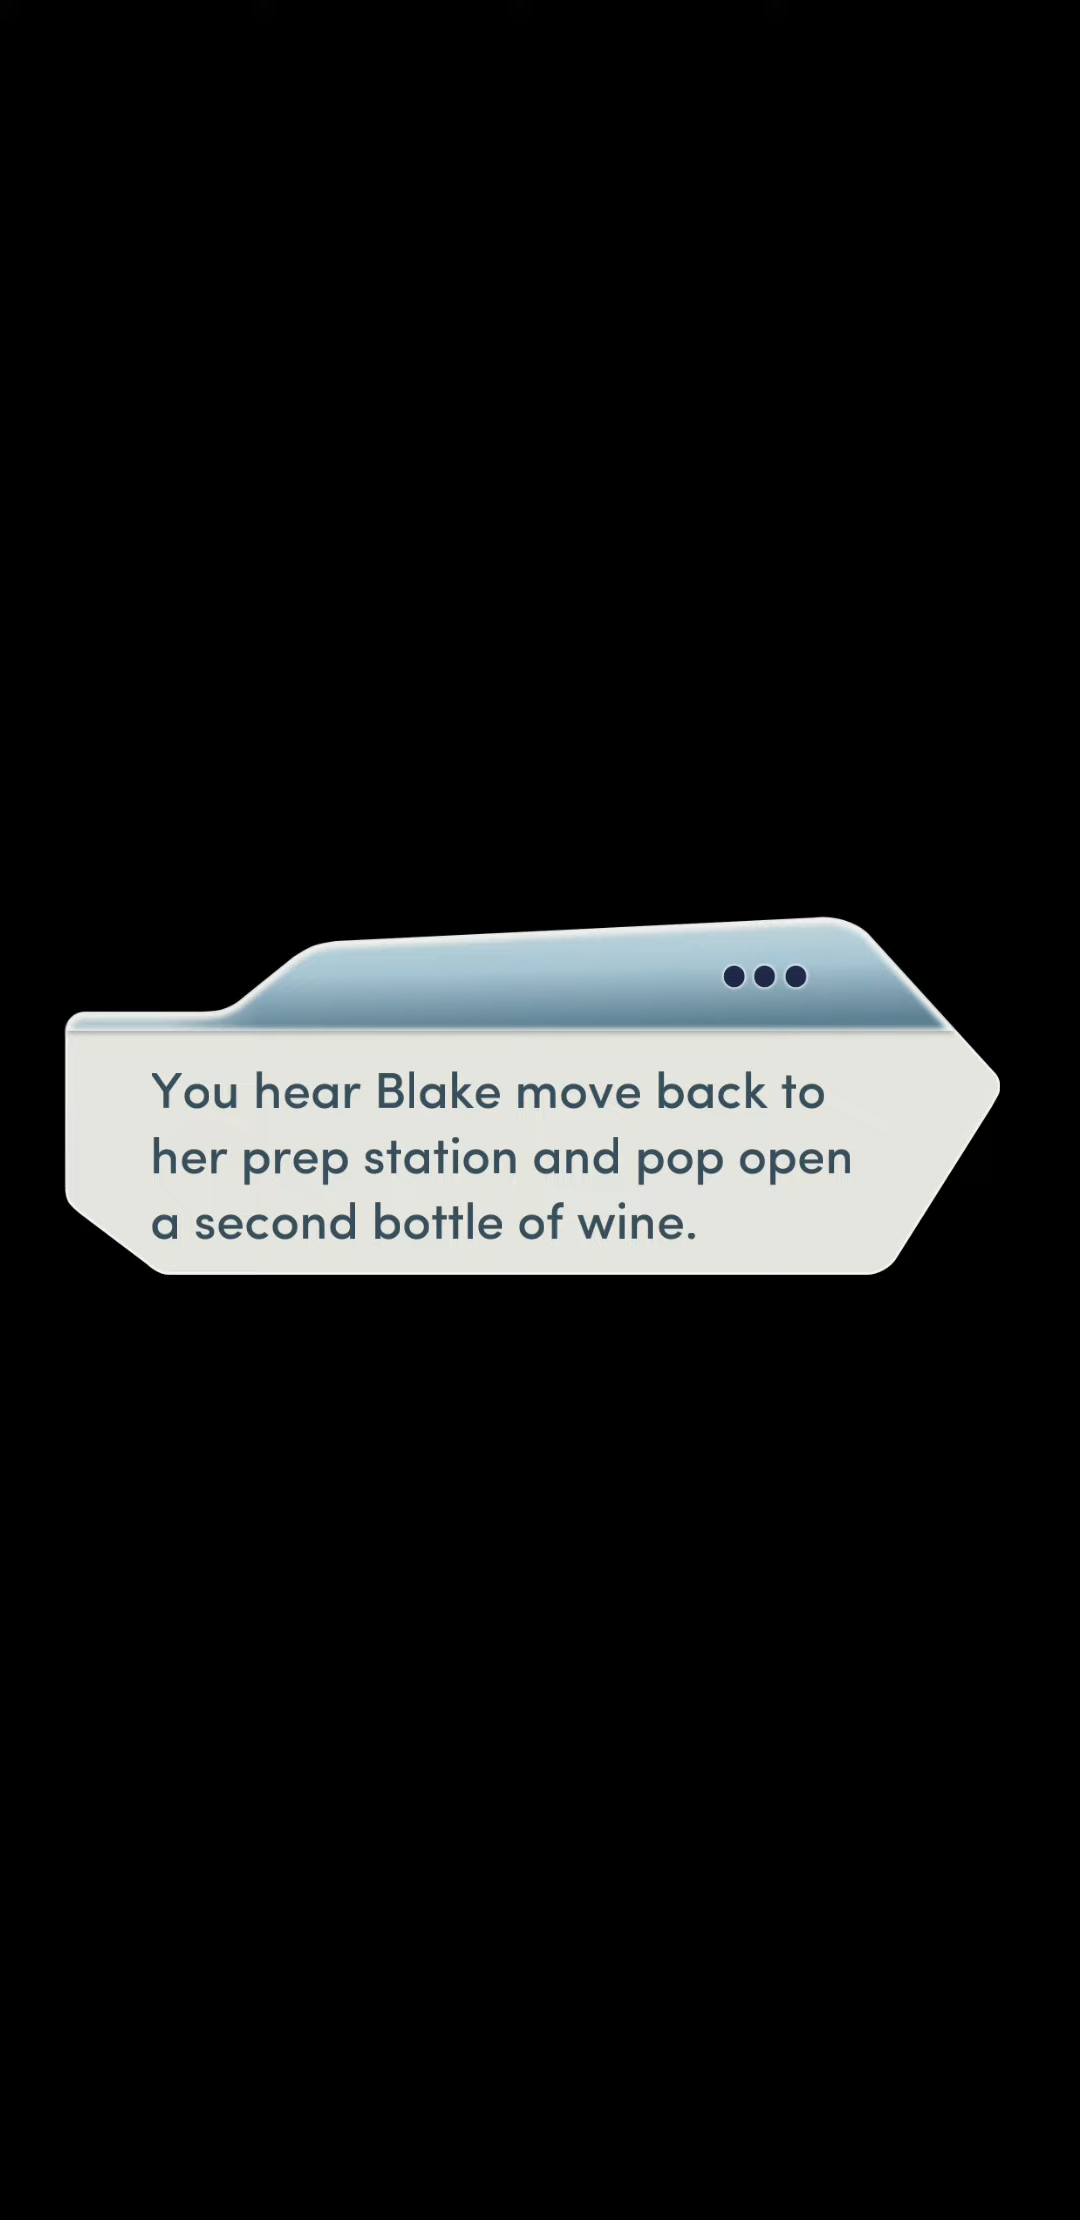 You hear Blake move back to
her prep station and pop open
a second bottle of wine.